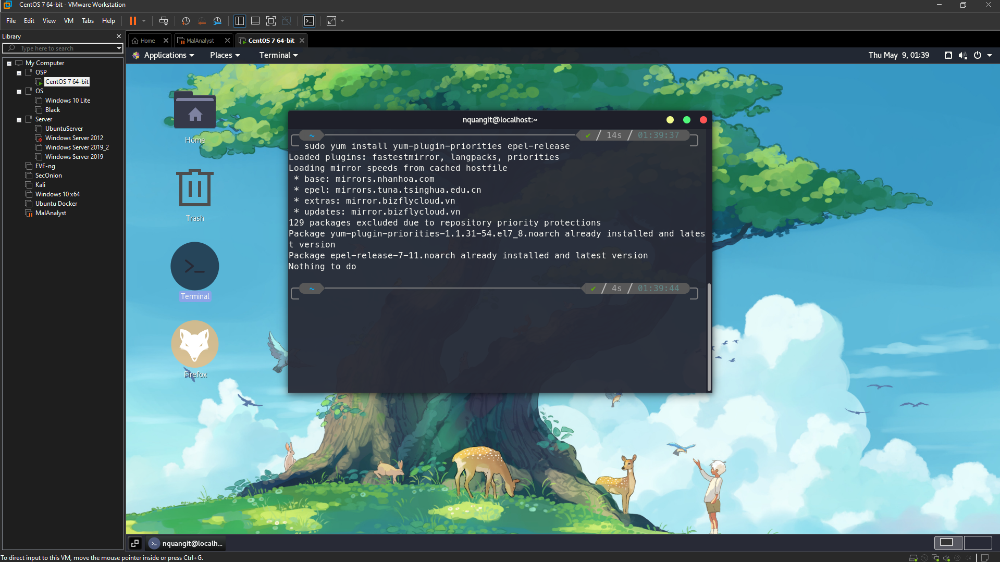 CentOS 7 64-bit - VMware Workstation
File Edit View VM Tabs Help
Library
Type here to search
My Computer
OSP
CentOS 7 64-bit
OS
Windows 10 Lite
Black
Server
UbuntuServer
Windows Server 2012
Windows Server 2019_2
Windows Server 2019
EVE-ng
SecOnion
Kali
Windows 10 x64
Ubuntu Docker
MalAnalyst
Home MalAnalyst CentOS 7 64-bit
Applications Places Terminal Thu May 9, 01:39
Home
Trash
Terminal
Firefox
nquangit@localhost:~
~ ✔ / 14s / 01:39:37
sudo yum install yum-plugin-priorities epel-release
Loaded plugins: fastestmirror, langpacks, priorities
Loading mirror speeds from cached hostfile
* base: mirrors.nhanhoa.com
* epel: mirrors.tuna.tsinghua.edu.cn
* extras: mirror.bizflycloud.vn
* updates: mirror.bizflycloud.vn
129 packages excluded due to repository priority protections
Package yum-plugin-priorities-1.1.31-54.el7_8.noarch already installed and lates
t version
Package epel-release-7-11.noarch already installed and latest version
Nothing to do
~ ✔ / 4s / 01:39:44
nquangit@localh...
To direct input to this VM, move the mouse pointer inside or press Ctrl+G.